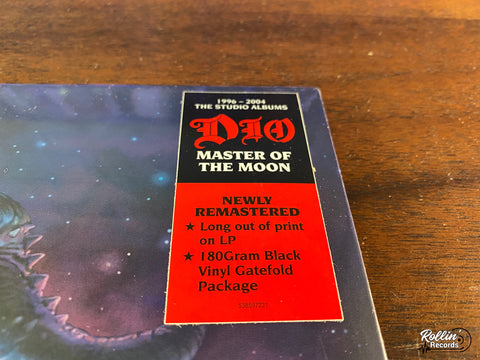 1996 – 2004
THE STUDIO ALBUMS
DIO
MASTER OF
THE MOON
NEWLY
REMASTERED
★ Long out of print
on LP
★ 180Gram Black
Vinyl Gatefold
Package
Rollin'
Records